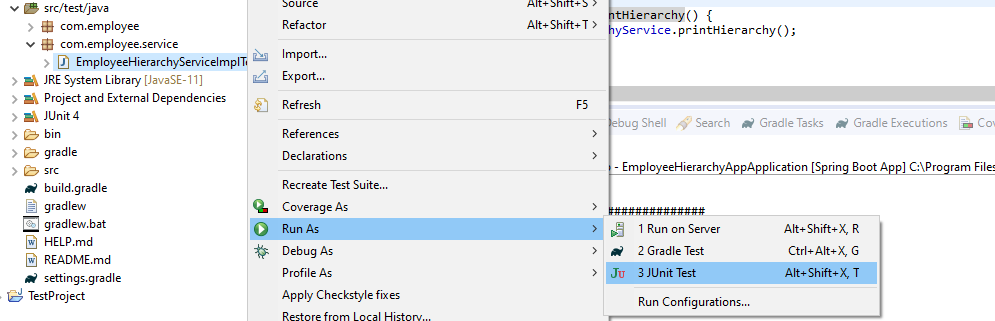 src/test/java
com.employee
com.employee.service
EmployeeHierarchyServiceImplTe
JRE System Library [JavaSE-11]
Project and External Dependencies
JUnit 4
bin
gradle
src
build.gradle
gradlew
gradlew.bat
HELP.md
README.md
settings.gradle
TestProject
Source Alt+Shift+S >
Refactor Alt+Shift+T >
Import...
Export...
Refresh F5
References >
Declarations >
Recreate Test Suite...
Coverage As >
Run As >
Debug As >
Profile As >
Apply Checkstyle fixes
Restore from Local History...
ntHierarchy() {
hyService.printHierarchy();
Debug Shell Search Gradle Tasks Gradle Executions Cov
- EmployeeHierarchyAppApplication [Spring Boot App] C:\Program Files
##############
1 Run on Server Alt+Shift+X, R
2 Gradle Test Ctrl+Alt+X, G
JU 3 JUnit Test Alt+Shift+X, T
Run Configurations...